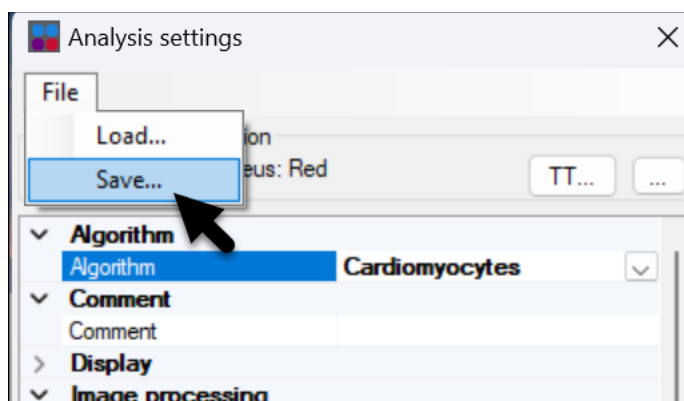 Analysis settings
File
Load...
ion
Save...
eus: Red
TT...
...
Algorithm
Algorithm
Cardiomyocytes
Comment
Comment
Display
Image processing